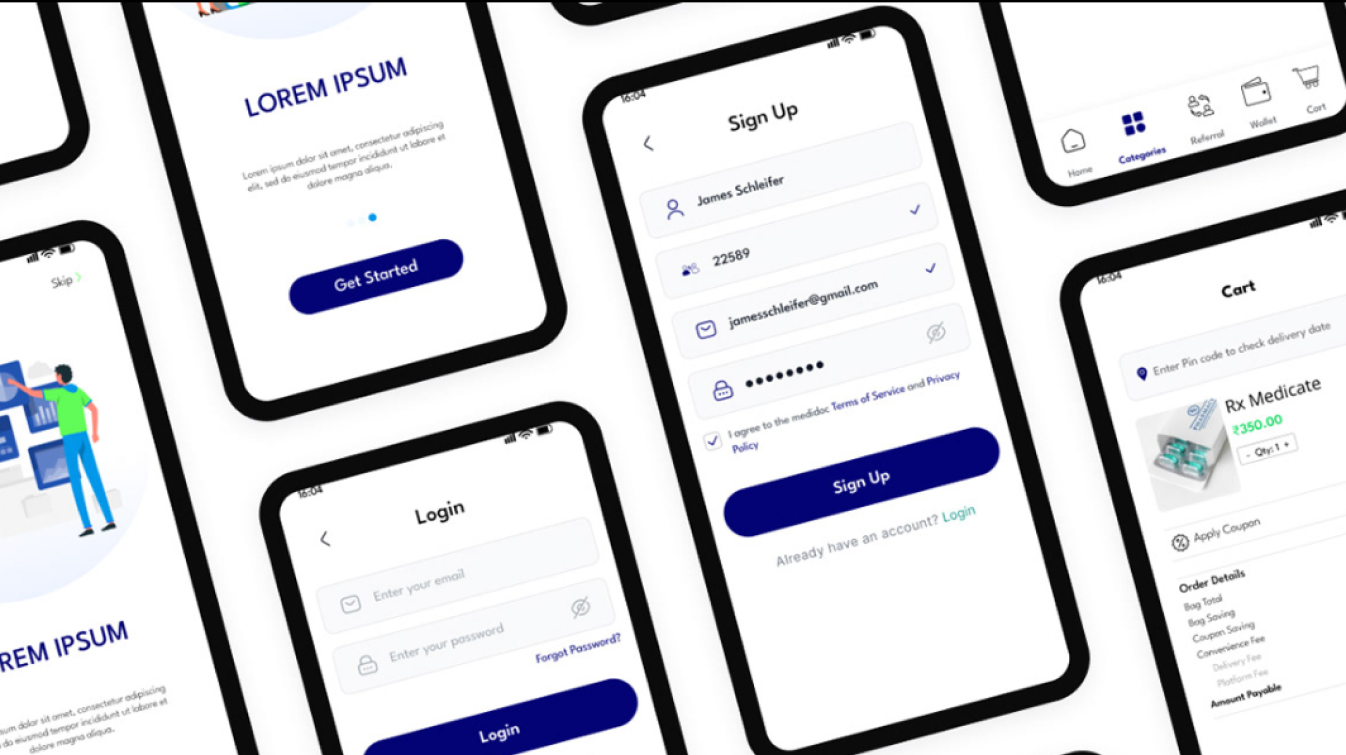 LOREM IPSUM
Lorem ipsum dolor sit amet, consectetur adipiscing
elit, sed do eiusmod tempor incididunt ut labore et
dolore magna aliqua.
Get Started
Skip
REM IPSUM
sum dolor sit amet, consectetur adipiscing
do eiusmod tempor incididunt ut labore et
dolore magna aliqua.
16:04
Login
Enter your email
Enter your password
Forgot Password?
Login
16:04
Sign Up
James Schleifer
22589
jamesschleifer@gmail.com
I agree to the medidoc Terms of Service and Privacy
Policy
Sign Up
Already have an account? Login
Home
Categories
Referral
Wallet
Cart
16:04
Cart
Enter Pin code to check delivery date
Rx Medicate
₹350.00
- Qty: 1 +
Apply Coupon
Order Details
Bag Total
Bag Saving
Coupon Saving
Convenience Fee
Delivery Fee
Platform Fee
Amount Payable